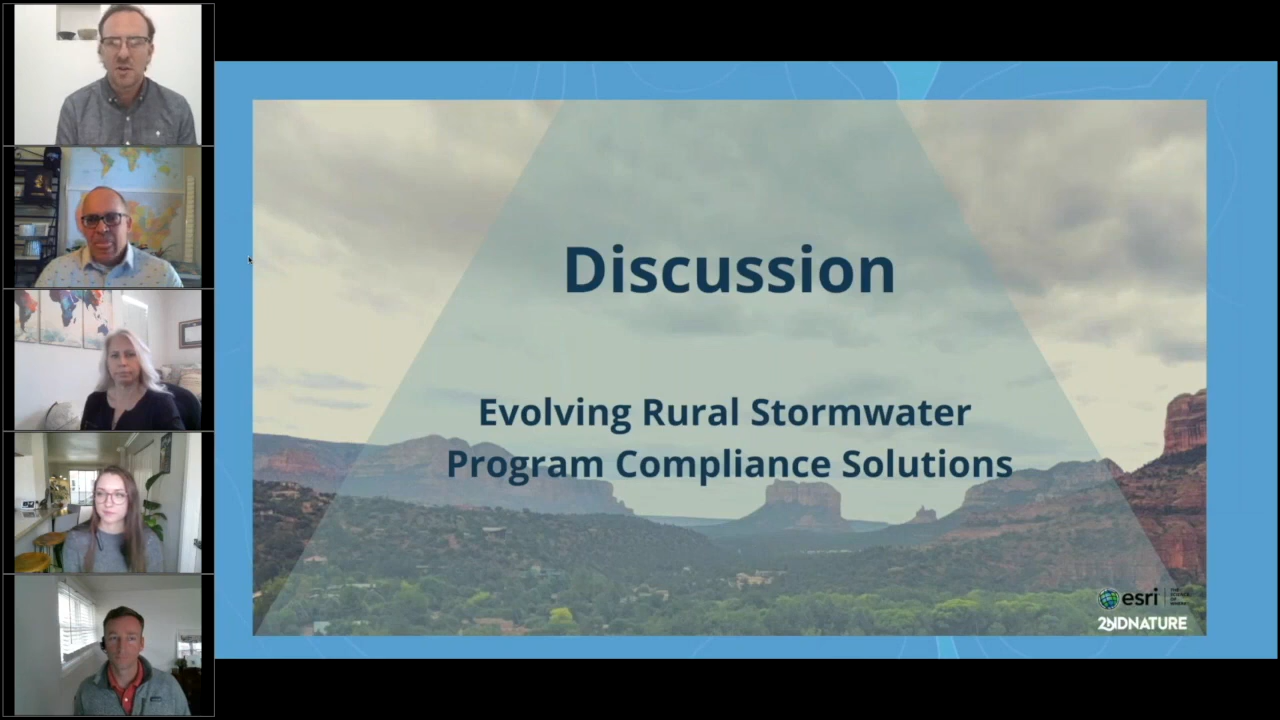 Discussion
Evolving Rural Stormwater
Program Compliance Solutions
esri
2NDNATURE